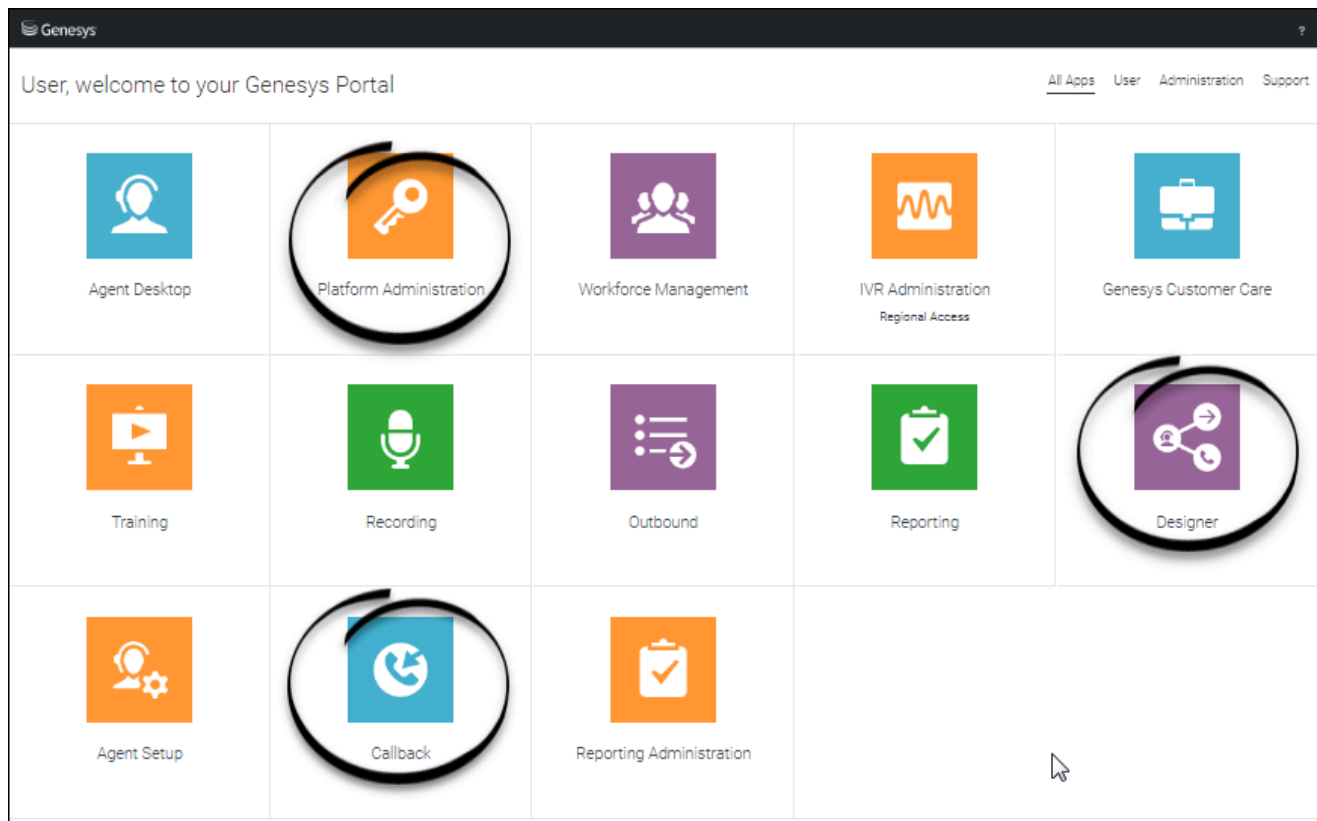 Genesys
?
User, welcome to your Genesys Portal
All Apps User Administration Support
Agent Desktop
Platform Administration
Workforce Management
IVR Administration
Regional Access
Genesys Customer Care
Training
Recording
Outbound
Reporting
Designer
Agent Setup
Callback
Reporting Administration